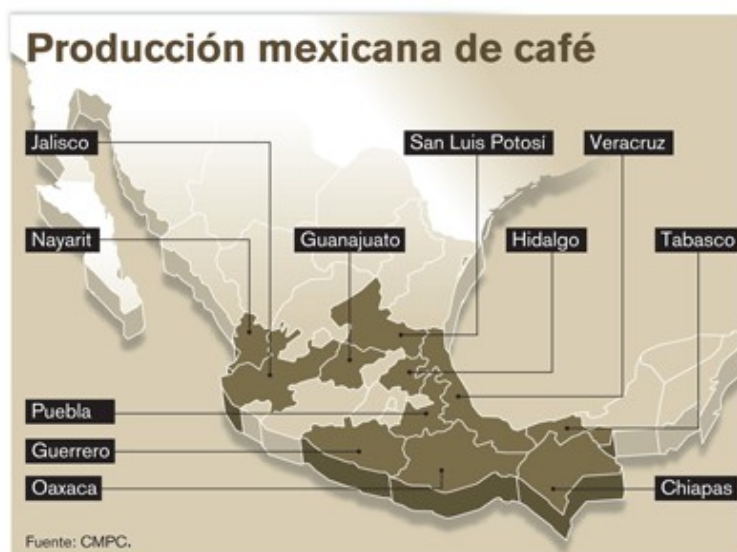 Producción mexicana de café
Jalisco
San Luis Potosí
Veracruz
Nayarit
Guanajuato
Hidalgo
Tabasco
Puebla
Guerrero
Oaxaca
Chiapas
Fuente: CMPC.